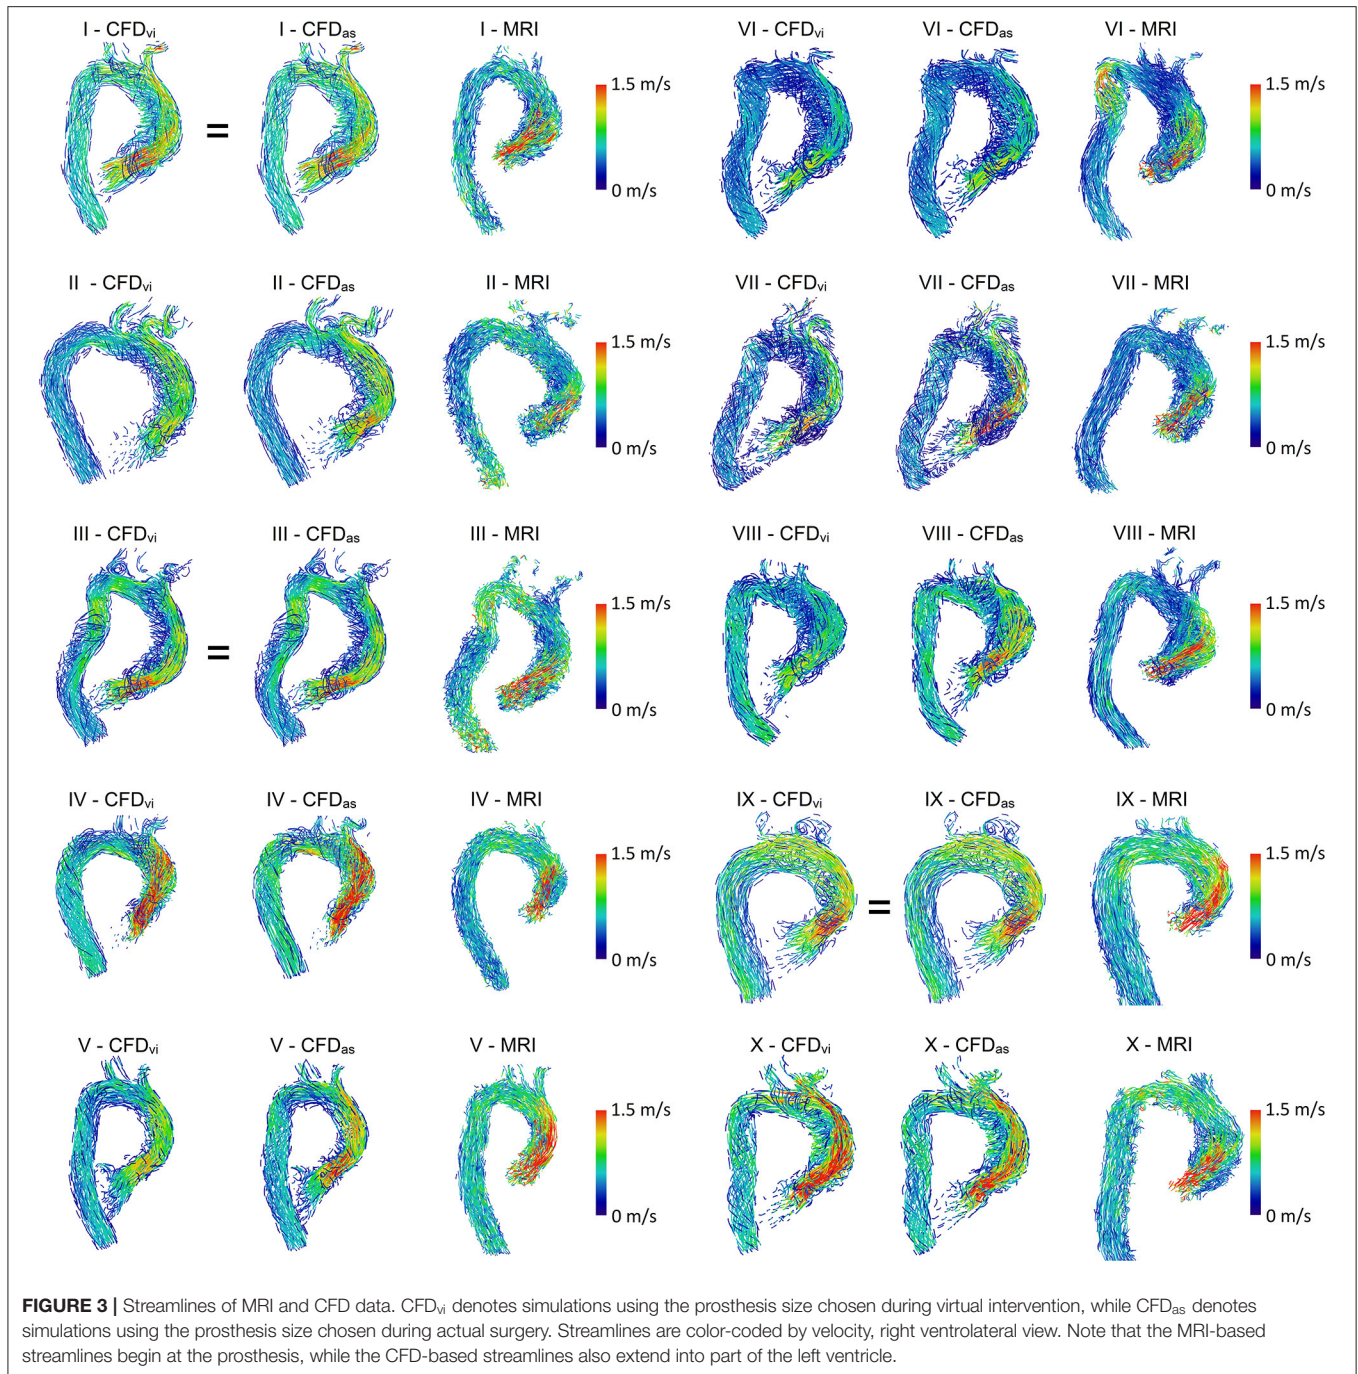 I - CFDvi
I - CFDas
I - MRI
1.5 m/s
0 m/s
VI - CFDvi
VI - CFDas
VI - MRI
1.5 m/s
0 m/s
=
II - CFDvi
II - CFDas
II - MRI
1.5 m/s
0 m/s
VII - CFDvi
VII - CFDas
VII - MRI
1.5 m/s
0 m/s
III - CFDvi
III - CFDas
III - MRI
1.5 m/s
0 m/s
VIII - CFDvi
VIII - CFDas
VIII - MRI
1.5 m/s
0 m/s
=
IV - CFDvi
IV - CFDas
IV - MRI
1.5 m/s
0 m/s
IX - CFDvi
IX - CFDas
IX - MRI
1.5 m/s
0 m/s
=
V - CFDvi
V - CFDas
V - MRI
1.5 m/s
0 m/s
X - CFDvi
X - CFDas
X - MRI
1.5 m/s
0 m/s
FIGURE 3 | Streamlines of MRI and CFD data. CFDvi denotes simulations using the prosthesis size chosen during virtual intervention, while CFDas denotes
simulations using the prosthesis size chosen during actual surgery. Streamlines are color-coded by velocity, right ventrolateral view. Note that the MRI-based
streamlines begin at the prosthesis, while the CFD-based streamlines also extend into part of the left ventricle.